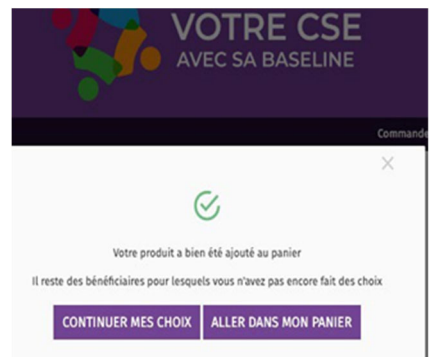 VOTRE CSE
AVEC SA BASELINE
Commande
Votre produit a bien été ajouté au panier
Il reste des bénéficiaires pour lesquels vous n'avez pas encore fait des choix
CONTINUER MES CHOIX ALLER DANS MON PANIER